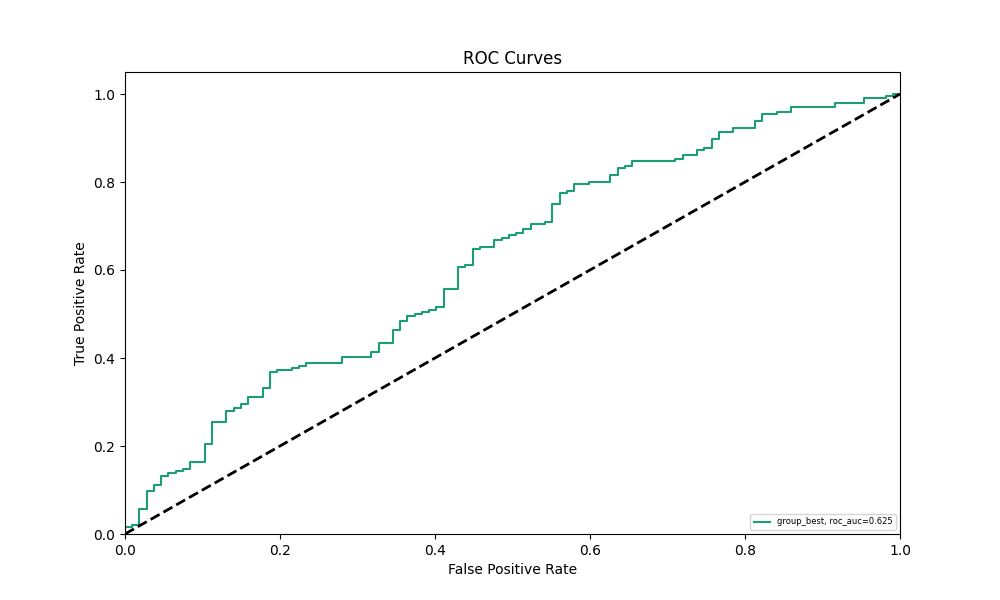 ROC Curves
True Positive Rate
1.0
0.8
0.6
0.4
0.2
0.0
group_best, roc_auc=0.625
0.0 0.2 0.4 0.6 0.8 1.0
False Positive Rate